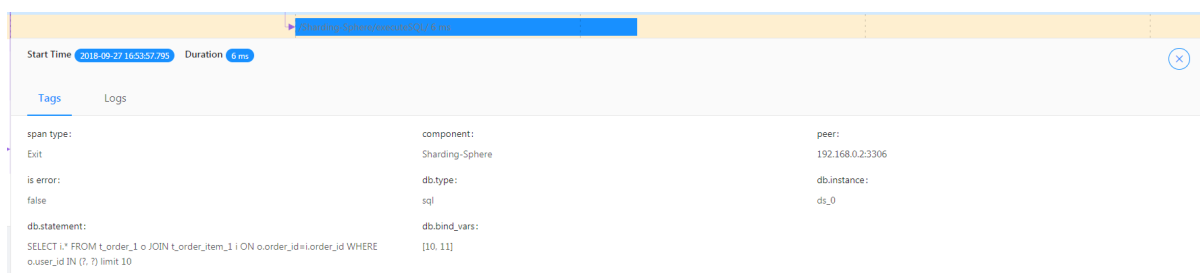 Start Time 2018-09-27 16:53:57.795 Duration 6 ms
Tags Logs
span type: component: peer:
Exit Sharding-Sphere 192.168.0.2:3306
is error: db.type: db.instance:
false sql ds_0
db.statement: db.bind_vars:
SELECT i.* FROM t_order_1 o JOIN t_order_item_1 i ON o.order_id=i.order_id WHERE [10, 11]
o.user_id IN (?, ?) limit 10